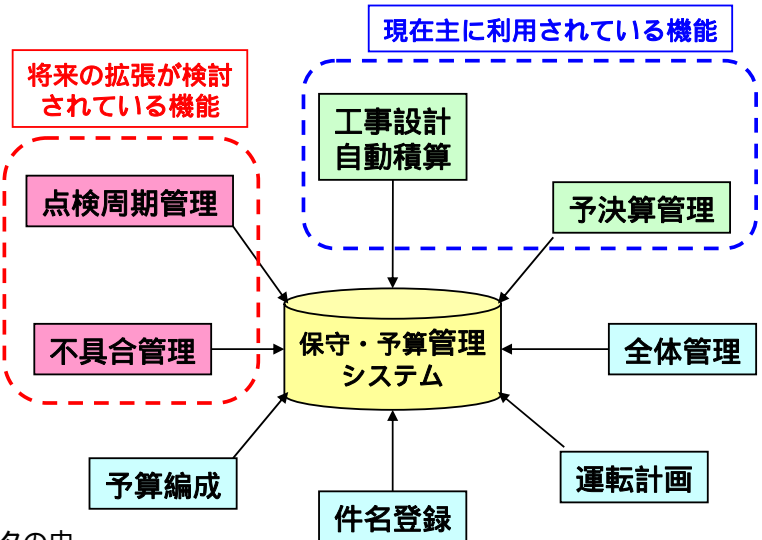 現在主に利用されている機能
将来の拡張が検討
されている機能
工事設計
自動積算
点検周期管理
予決算管理
保守・予算管理
システム
不具合管理
全体管理
予算編成
運転計画
件名登録